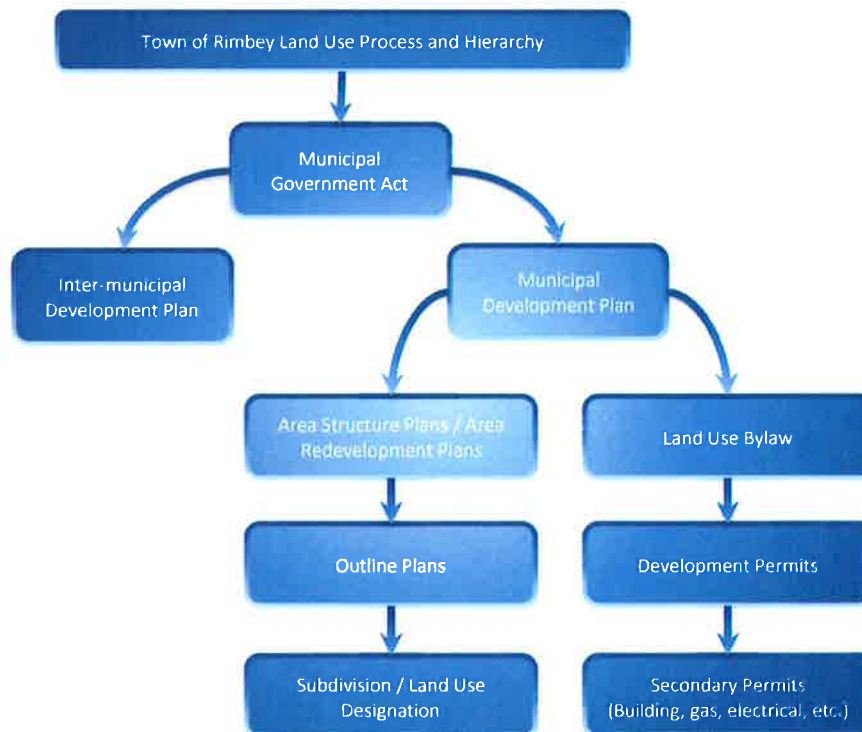 Town of Rimbey Land Use Process and Hierarchy
Municipal
Government Act
Inter-municipal
Development Plan
Municipal
Development Plan
Area Structure Plans / Area
Redevelopment Plans
Land Use Bylaw
Outline Plans
Development Permits
Subdivision / Land Use
Designation
Secondary Permits
(Building, gas, electrical, etc.)